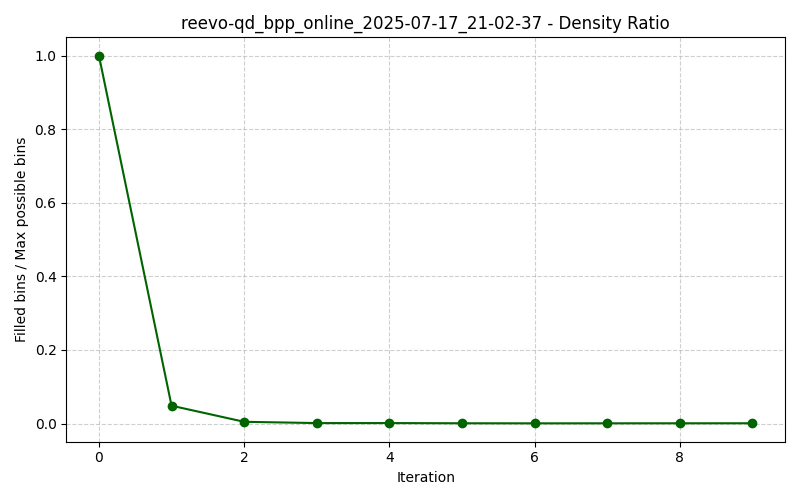 reevo-qd_bpp_online_2025-07-17_21-02-37 - Density Ratio
Filled bins / Max possible bins
1.0
0.8
0.6
0.4
0.2
0.0
0 2 4 6 8
Iteration